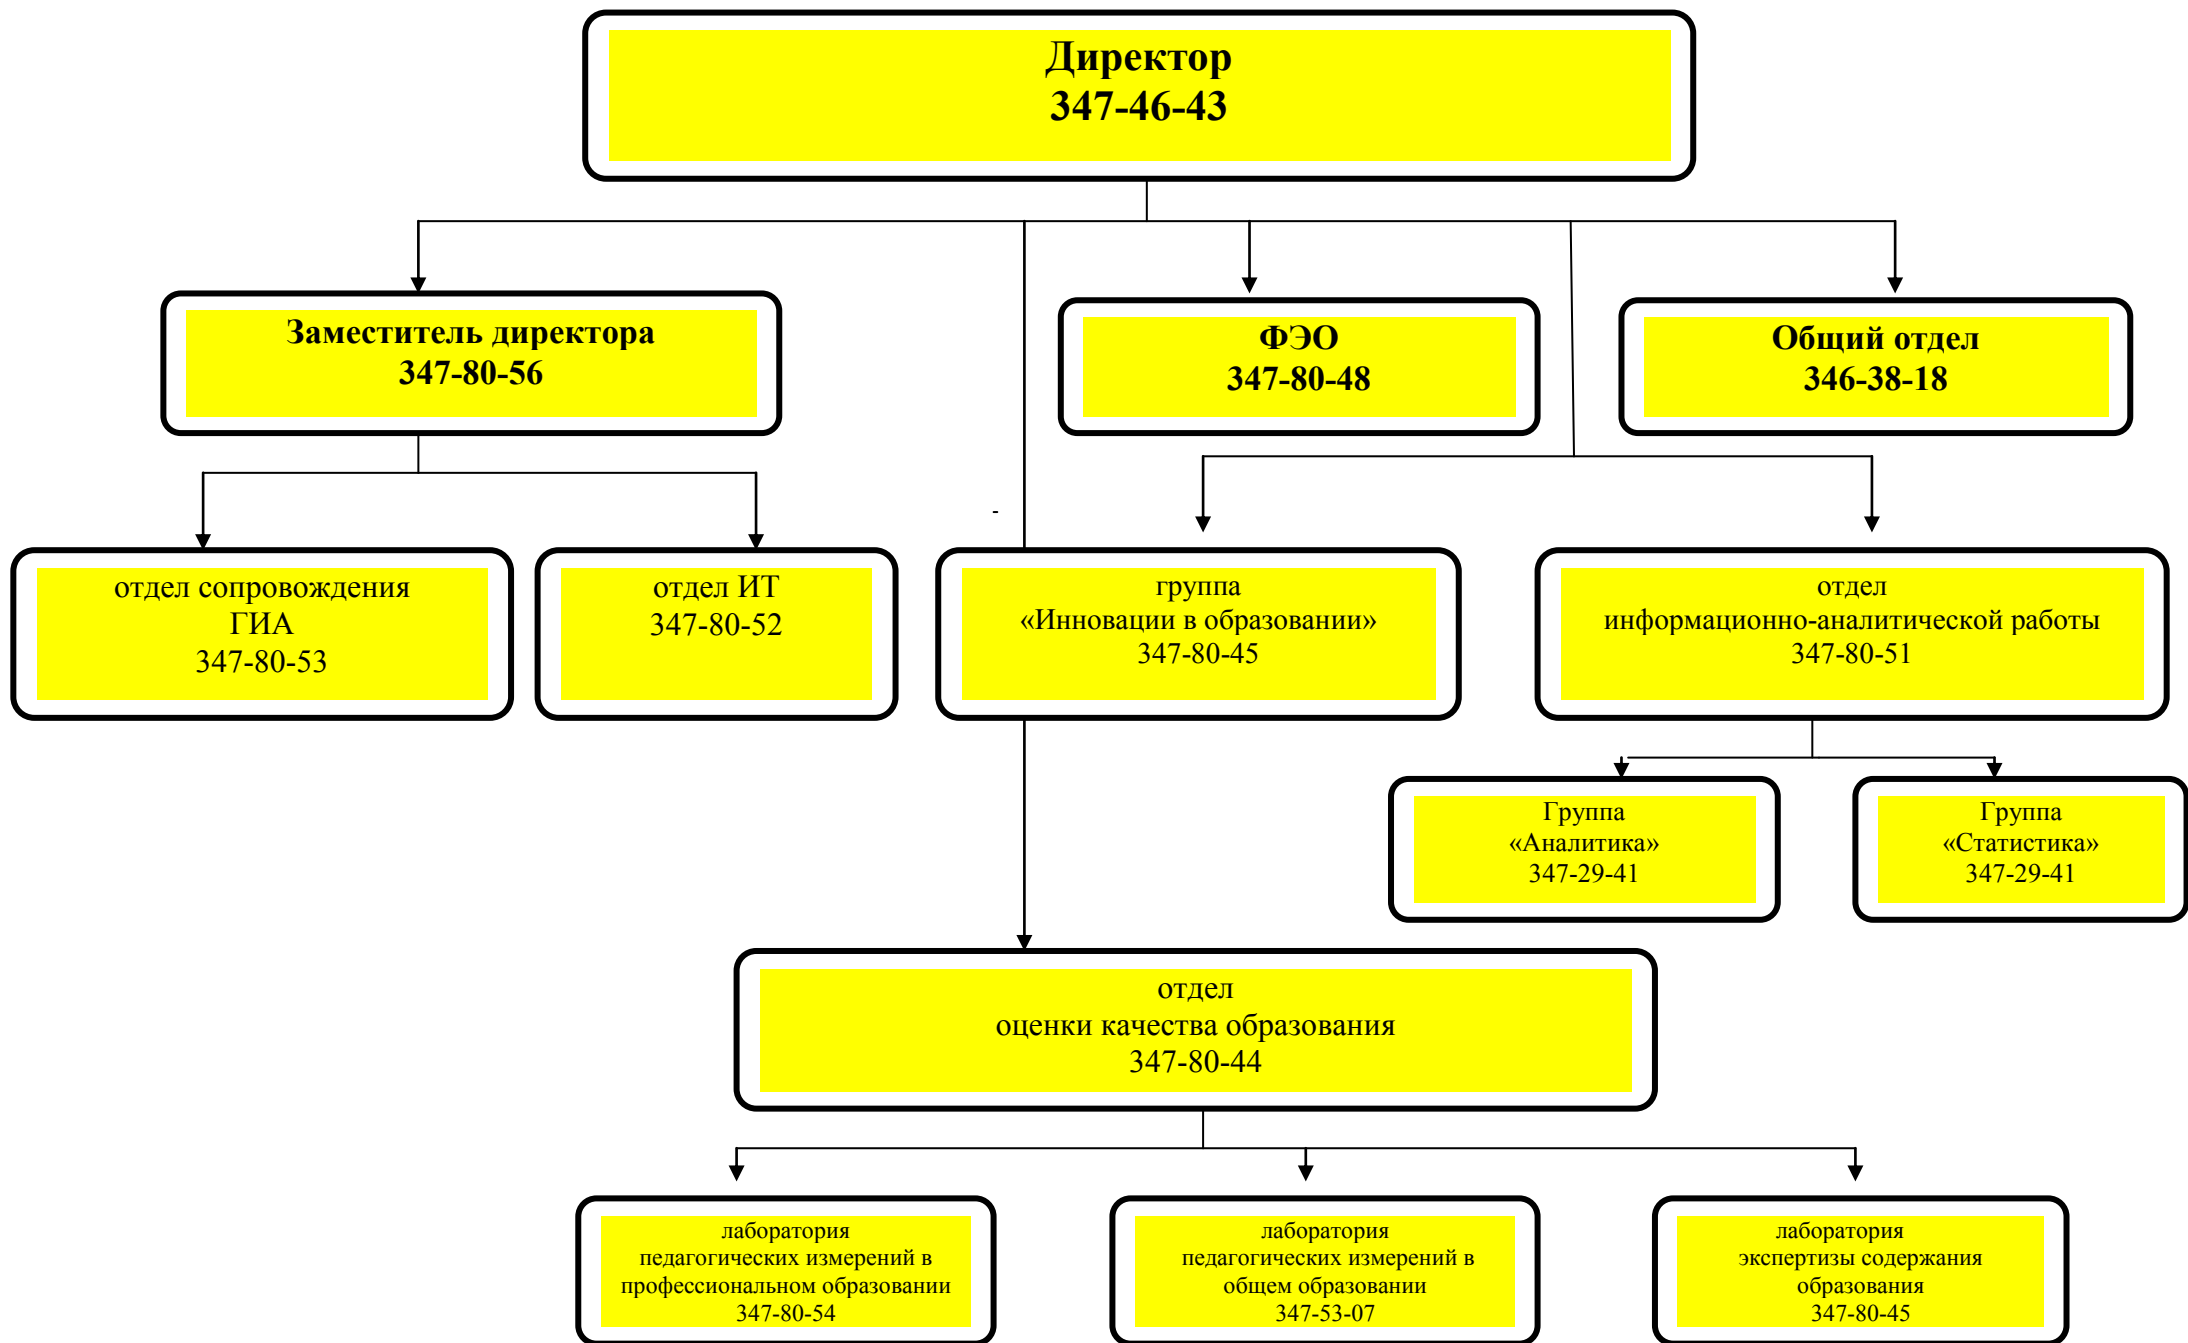 Директор
347-46-43
Заместитель директора
347-80-56
ФЭО
347-80-48
Общий отдел
346-38-18
-
отдел сопровождения
ГИА
347-80-53
отдел ИТ
347-80-52
группа
«Инновации в образовании»
347-80-45
отдел
информационно-аналитической работы
347-80-51
Группа
«Аналитика»
347-29-41
Группа
«Статистика»
347-29-41
отдел
оценки качества образования
347-80-44
лаборатория
педагогических измерений в
профессиональном образовании
347-80-54
лаборатория
педагогических измерений в
общем образовании
347-53-07
лаборатория
экспертизы содержания
образования
347-80-45